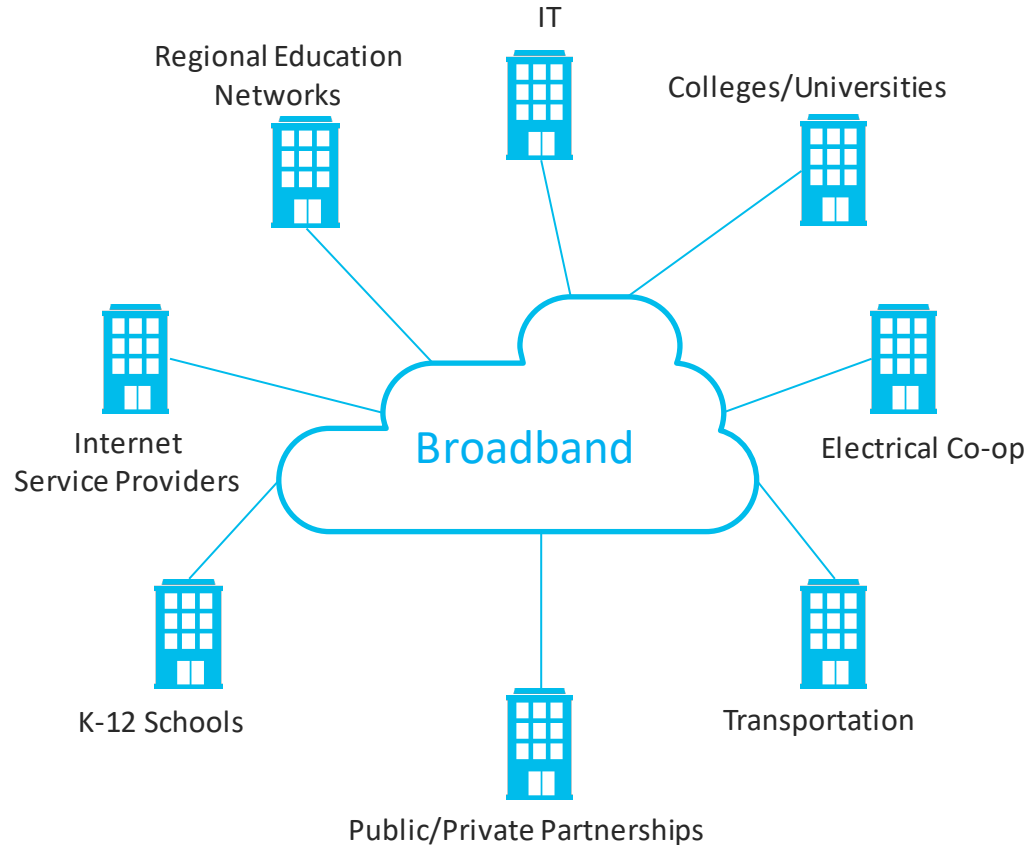 IT
Regional Education
Networks
Colleges/Universities
Internet
Service Providers
Broadband
Electrical Co-op
K-12 Schools
Transportation
Public/Private Partnerships